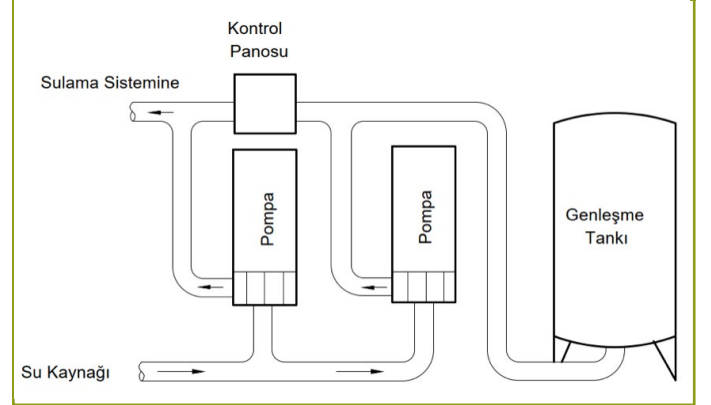 Kontrol
Panosu
Sulama Sistemine
Pompa
Pompa
Genleşme
Tankı
Su Kaynağı